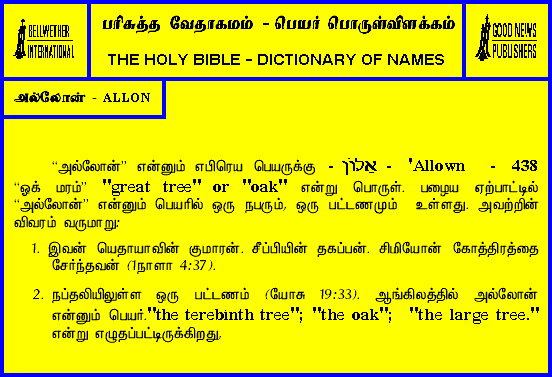 BELLWETHER
INTERNATIONAL
பரிசுத்த வேதாகமம் - பெயர் பொருள்விளக்கம்
THE HOLY BIBLE - DICTIONARY OF NAMES
GOOD NEWS
PUBLISHERS
அல்லோன் - ALLON
“அல்லோன்” என்னும் எபிரெய பெயருக்கு - אַלּוֹן - 'Allown - 438
“ஒக் மரம்” "great tree" or "oak" என்று பொருள். பழைய ஏற்பாட்டில்
“அல்லோன்” என்னும் பெயரில் ஒரு நபரும், ஒரு பட்டணமும் உள்ளது. அவற்றின்
விவரம் வருமாறு:
1. இவன் யெதாயாவின் குமாரன். சீப்பியின் தகப்பன். சிமியோன் கோத்திரத்தை
சேர்ந்தவன் (1நாளா 4:37).
2. நப்தலியிலுள்ள ஒரு பட்டணம் (யோசு 19:33). ஆங்கிலத்தில் அல்லோன்
என்னும் பெயர்."the terebinth tree"; "the oak"; "the large tree."
என்று எழுதப்பட்டிருக்கிறது,